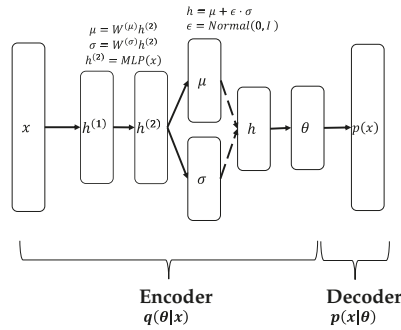 μ = W⁽μ⁾h⁽²⁾
σ = W⁽σ⁾h⁽²⁾
h⁽²⁾ = MLP(x)
h = μ + ϵ · σ
ϵ = Normal(0, I )
x
h⁽¹⁾
h⁽²⁾
μ
σ
h
θ
p(x)
Encoder
q(θ|x)
Decoder
p(x|θ)